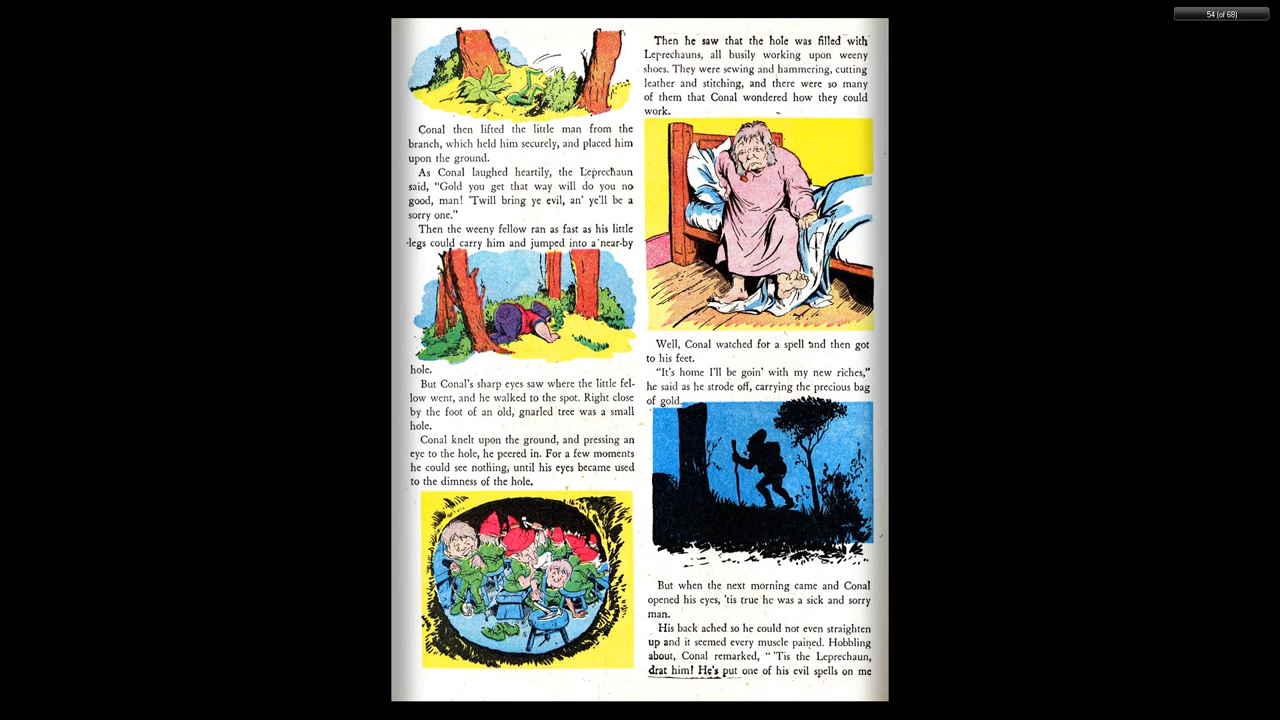 54 (of 68)
Conal then lifted the little man from the
branch, which held him securely, and placed him
upon the ground.
As Conal laughed heartily, the Leprechaun
said, “Gold you get that way will do you no
good, man! 'Twill bring ye evil, an' ye'll be a
sorry one.”
Then the weeny fellow ran as fast as his little
legs could carry him and jumped into a near-by
hole.
But Conal's sharp eyes saw where the little fel-
low went, and he walked to the spot. Right close
by the foot of an old, gnarled tree was a small
hole.
Conal knelt upon the ground, and pressing an
eye to the hole, he peered in. For a few moments
he could see nothing, until his eyes became used
to the dimness of the hole.
Then he saw that the hole was filled with
Leprechauns, all busily working upon weeny
shoes. They were sewing and hammering, cutting
leather and stitching, and there were so many
of them that Conal wondered how they could
work.
Well, Conal watched for a spell and then got
to his feet.
“It's home I'll be goin' with my new riches,”
he said as he strode off, carrying the precious bag
of gold.
But when the next morning came and Conal
opened his eyes, 'tis true he was a sick and sorry
man.
His back ached so he could not even straighten
up and it seemed every muscle pained. Hobbling
about, Conal remarked, “ 'Tis the Leprechaun,
drat him! He's put one of his evil spells on me